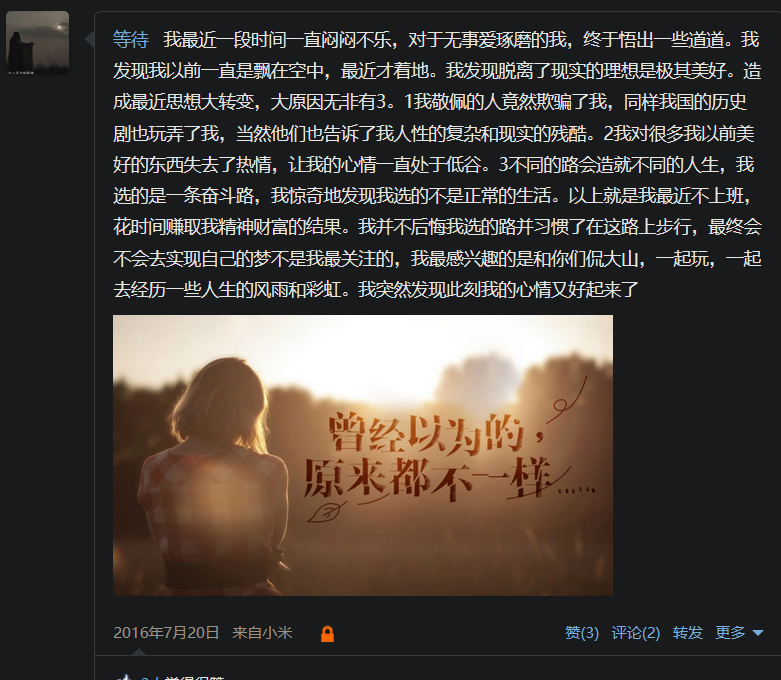 等待 我最近一段时间一直闷闷不乐，对于无事爱琢磨的我，终于悟出一些道道。我
发现我以前一直是飘在空中，最近才着地。我发现脱离了现实的理想是极其美好。造
成最近思想大转变，大原因无非有3。1我敬佩的人竟然欺骗了我，同样我国的历史
剧也玩弄了我，当然他们也告诉了我人性的复杂和现实的残酷。2我对很多我以前美
好的东西失去了热情，让我的心情一直处于低谷。3不同的路会造就不同的人生，我
选的是一条奋斗路，我惊奇地发现我选的不是正常的生活。以上就是我最近不上班，
花时间赚取我精神财富的结果。我并不后悔我选的路并习惯了在这路上步行，最终会
不会去实现自己的梦不是我最关注的，我最感兴趣的是和你们侃大山，一起玩，一起
去经历一些人生的风雨和彩虹。我突然发现此刻我的心情又好起来了
曾经以为的，
原来都不一样……
2016年7月20日 来自小米 赞(3) 评论(2) 转发 更多